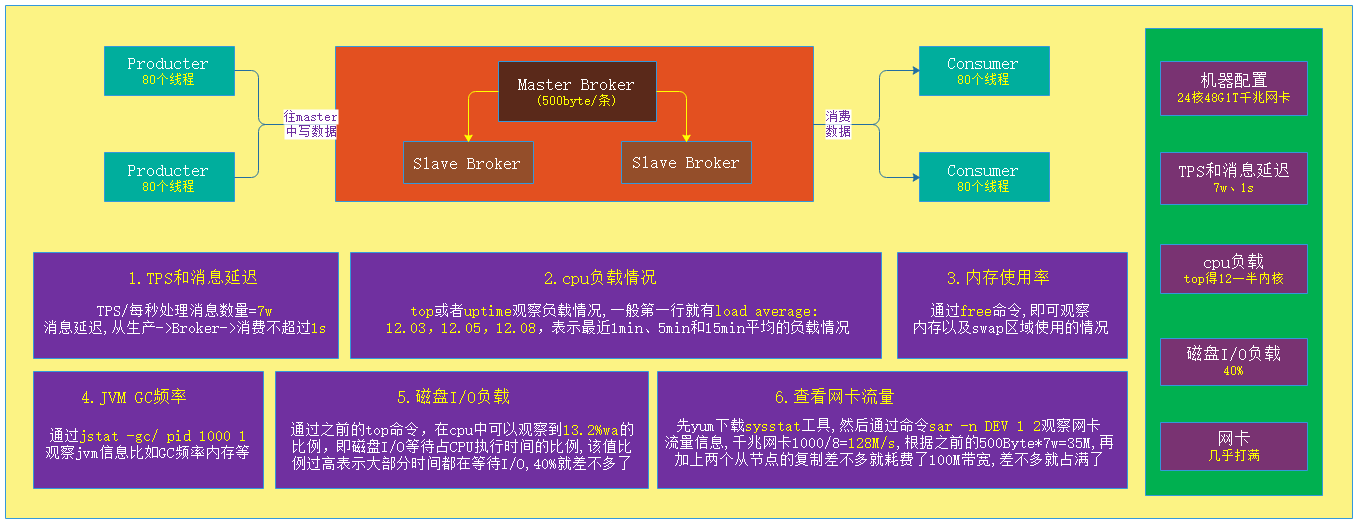 Producter
80个线程
Producter
80个线程
往master
中写数据
Master Broker
(500byte/条)
Slave Broker
Slave Broker
消费
数据
Consumer
80个线程
Consumer
80个线程
机器配置
24核48G1T千兆网卡
TPS和消息延迟
7w、1s
cpu负载
top得12一半内核
磁盘I/O负载
40%
网卡
几乎打满
1.TPS和消息延迟
TPS/每秒处理消息数量=7w
消息延迟,从生产->Broker->消费不超过1s
2.cpu负载情况
top或者uptime观察负载情况,一般第一行就有load average:
12.03，12.05，12.08，表示最近1min、5min和15min平均的负载情况
3.内存使用率
通过free命令,即可观察
内存以及swap区域使用的情况
4.JVM GC频率
通过jstat -gc/ pid 1000 1
观察jvm信息比如GC频率内存等
5.磁盘I/O负载
通过之前的top命令，在cpu中可以观察到13.2%wa的
比例，即磁盘I/O等待占CPU执行时间的比例,该值比
例过高表示大部分时间都在等待I/O,40%就差不多了
6.查看网卡流量
先yum下载sysstat工具,然后通过命令sar -n DEV 1 2观察网卡
流量信息,千兆网卡1000/8=128M/s,根据之前的500Byte*7w=35M,再
加上两个从节点的复制差不多就耗费了100M带宽,差不多就占满了